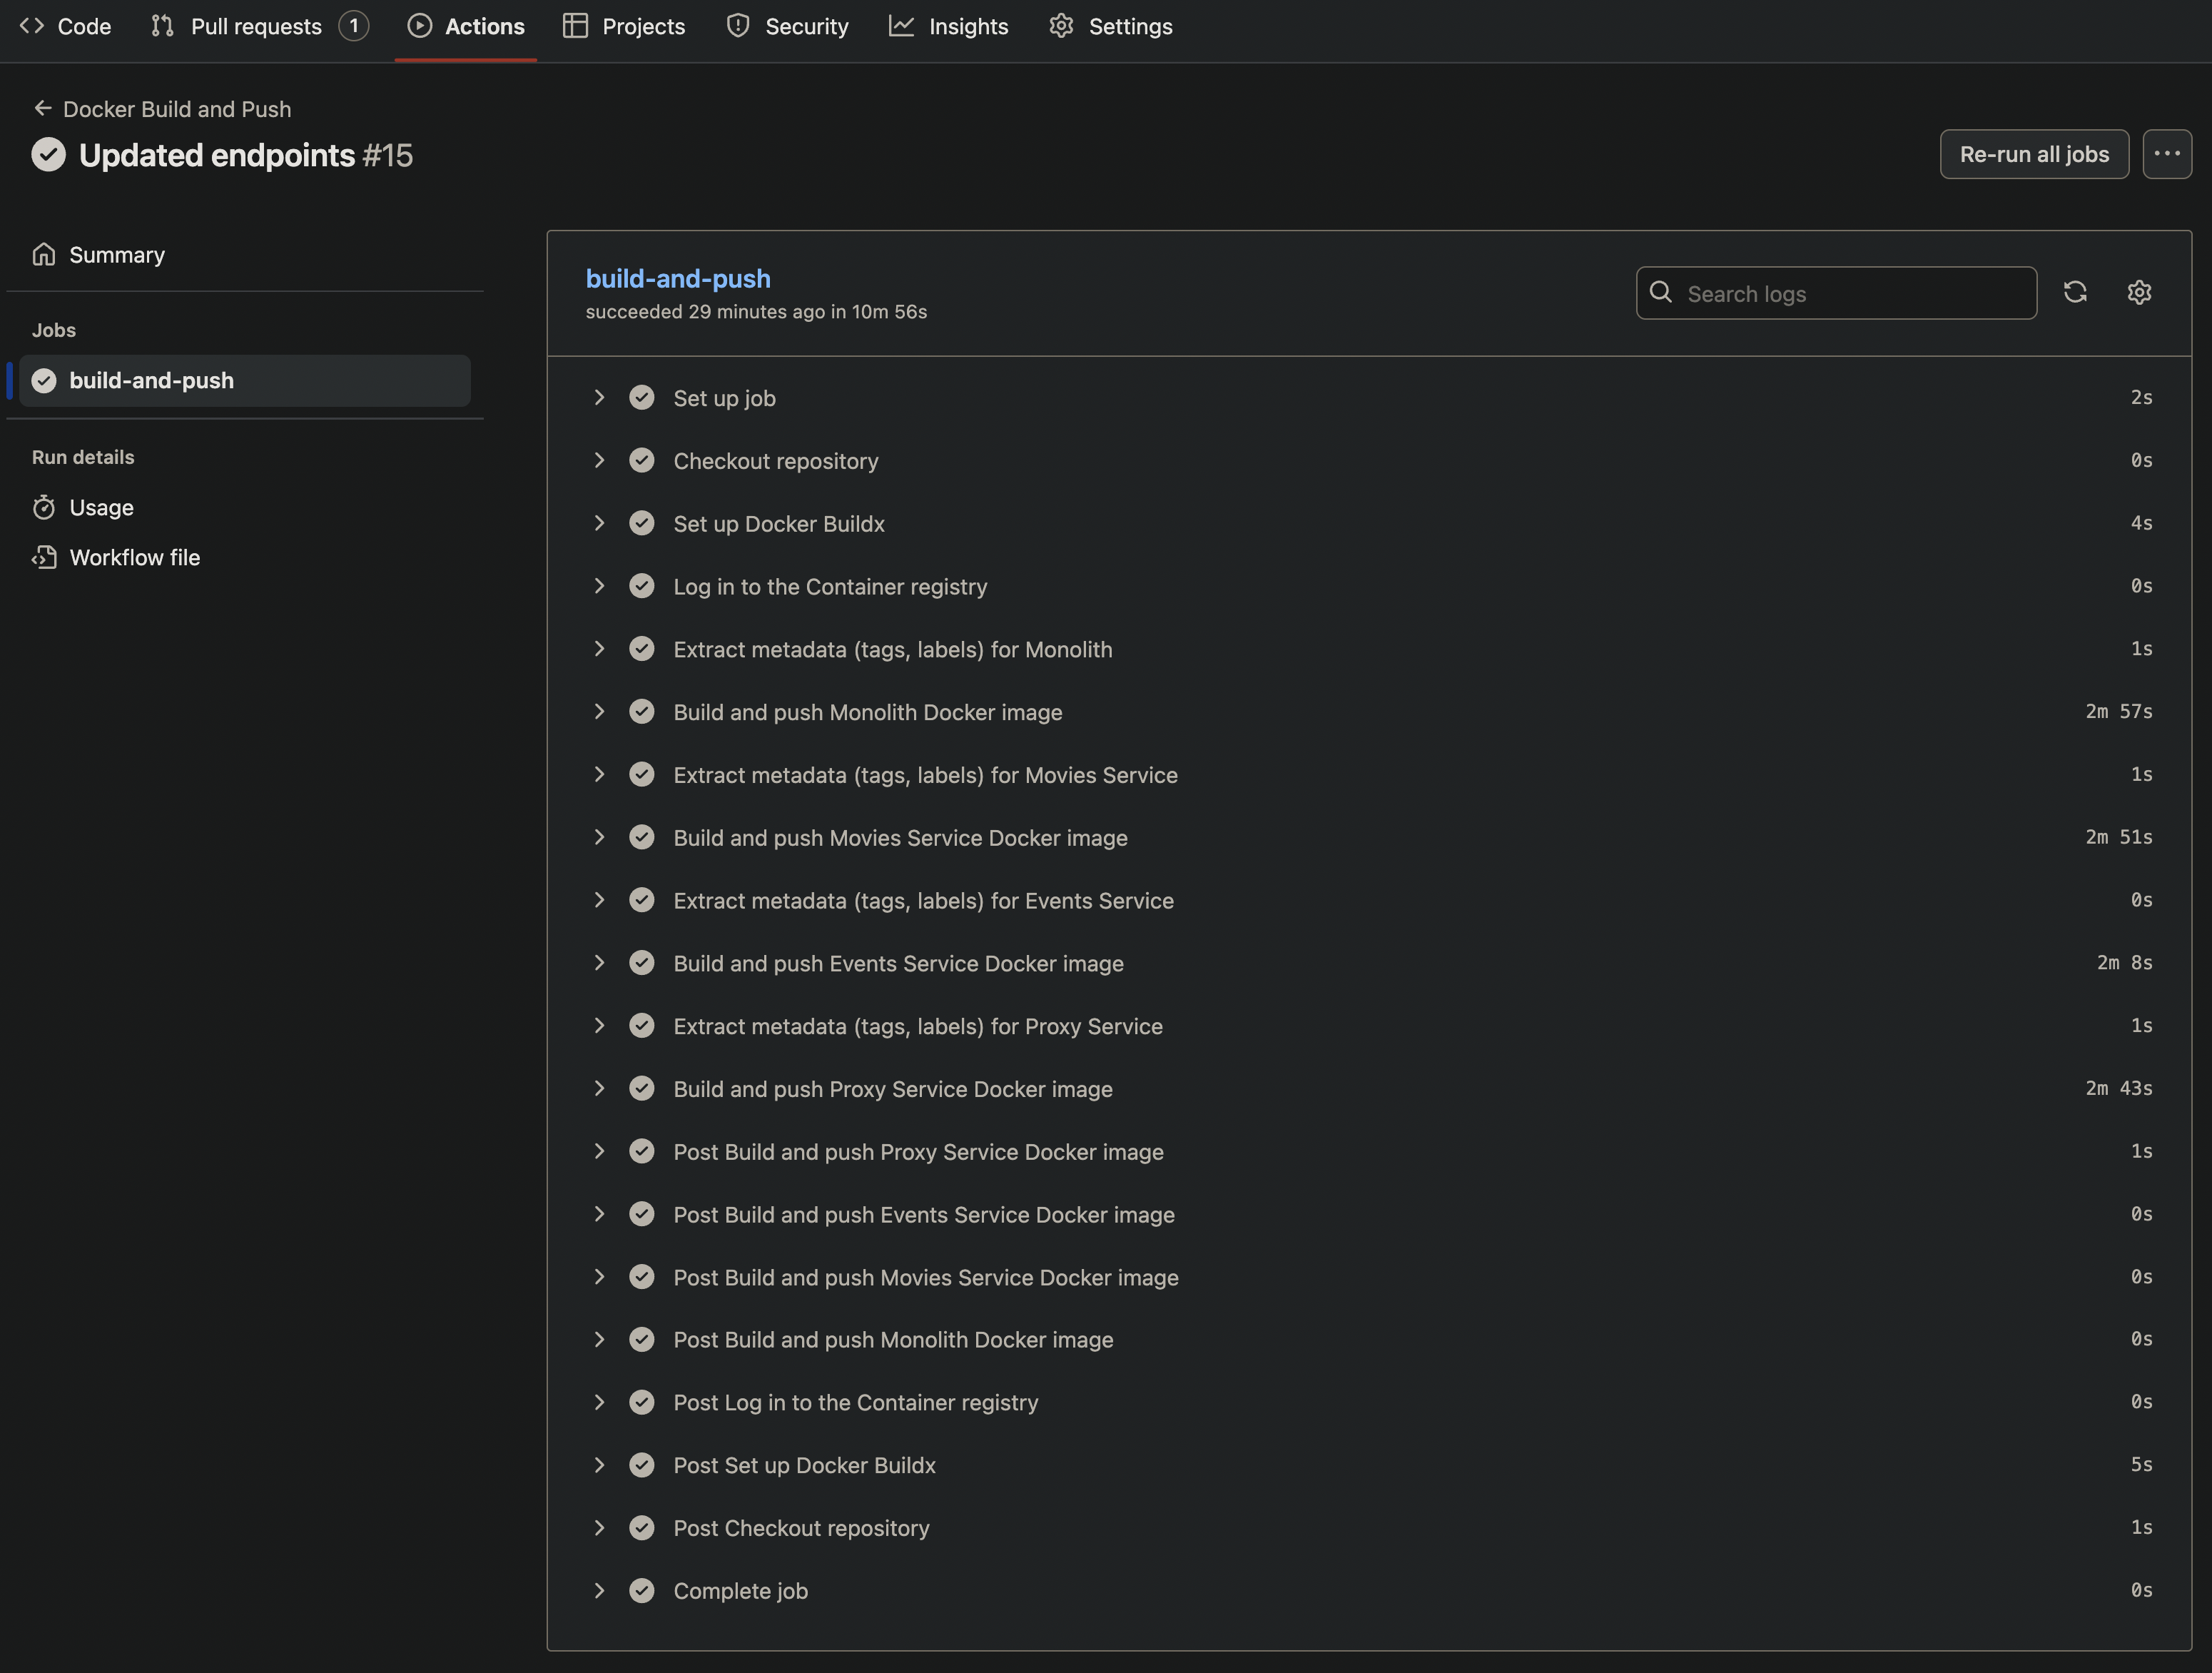 Code Pull requests 1 Actions Projects Security Insights Settings
Docker Build and Push
Updated endpoints #15
Re-run all jobs
Summary
Jobs
build-and-push
Run details
Usage
Workflow file
build-and-push
succeeded 29 minutes ago in 10m 56s
Search logs
Set up job 2s
Checkout repository 0s
Set up Docker Buildx 4s
Log in to the Container registry 0s
Extract metadata (tags, labels) for Monolith 1s
Build and push Monolith Docker image 2m 57s
Extract metadata (tags, labels) for Movies Service 1s
Build and push Movies Service Docker image 2m 51s
Extract metadata (tags, labels) for Events Service 0s
Build and push Events Service Docker image 2m 8s
Extract metadata (tags, labels) for Proxy Service 1s
Build and push Proxy Service Docker image 2m 43s
Post Build and push Proxy Service Docker image 1s
Post Build and push Events Service Docker image 0s
Post Build and push Movies Service Docker image 0s
Post Build and push Monolith Docker image 0s
Post Log in to the Container registry 0s
Post Set up Docker Buildx 5s
Post Checkout repository 1s
Complete job 0s